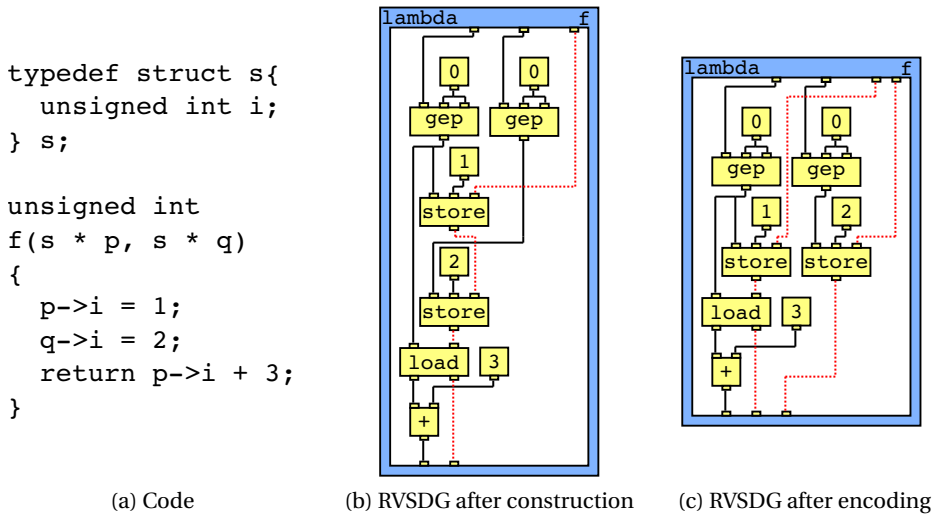 typedef struct s{
unsigned int i;
} s;
unsigned int
f(s * p, s * q)
{
p->i = 1;
q->i = 2;
return p->i + 3;
}
(a) Code
lambda f
0 0
gep gep
1
store
2
store
load 3
+
(b) RVSDG after construction
lambda f
0 0
gep gep
1 2
store store
load 3
+
(c) RVSDG after encoding